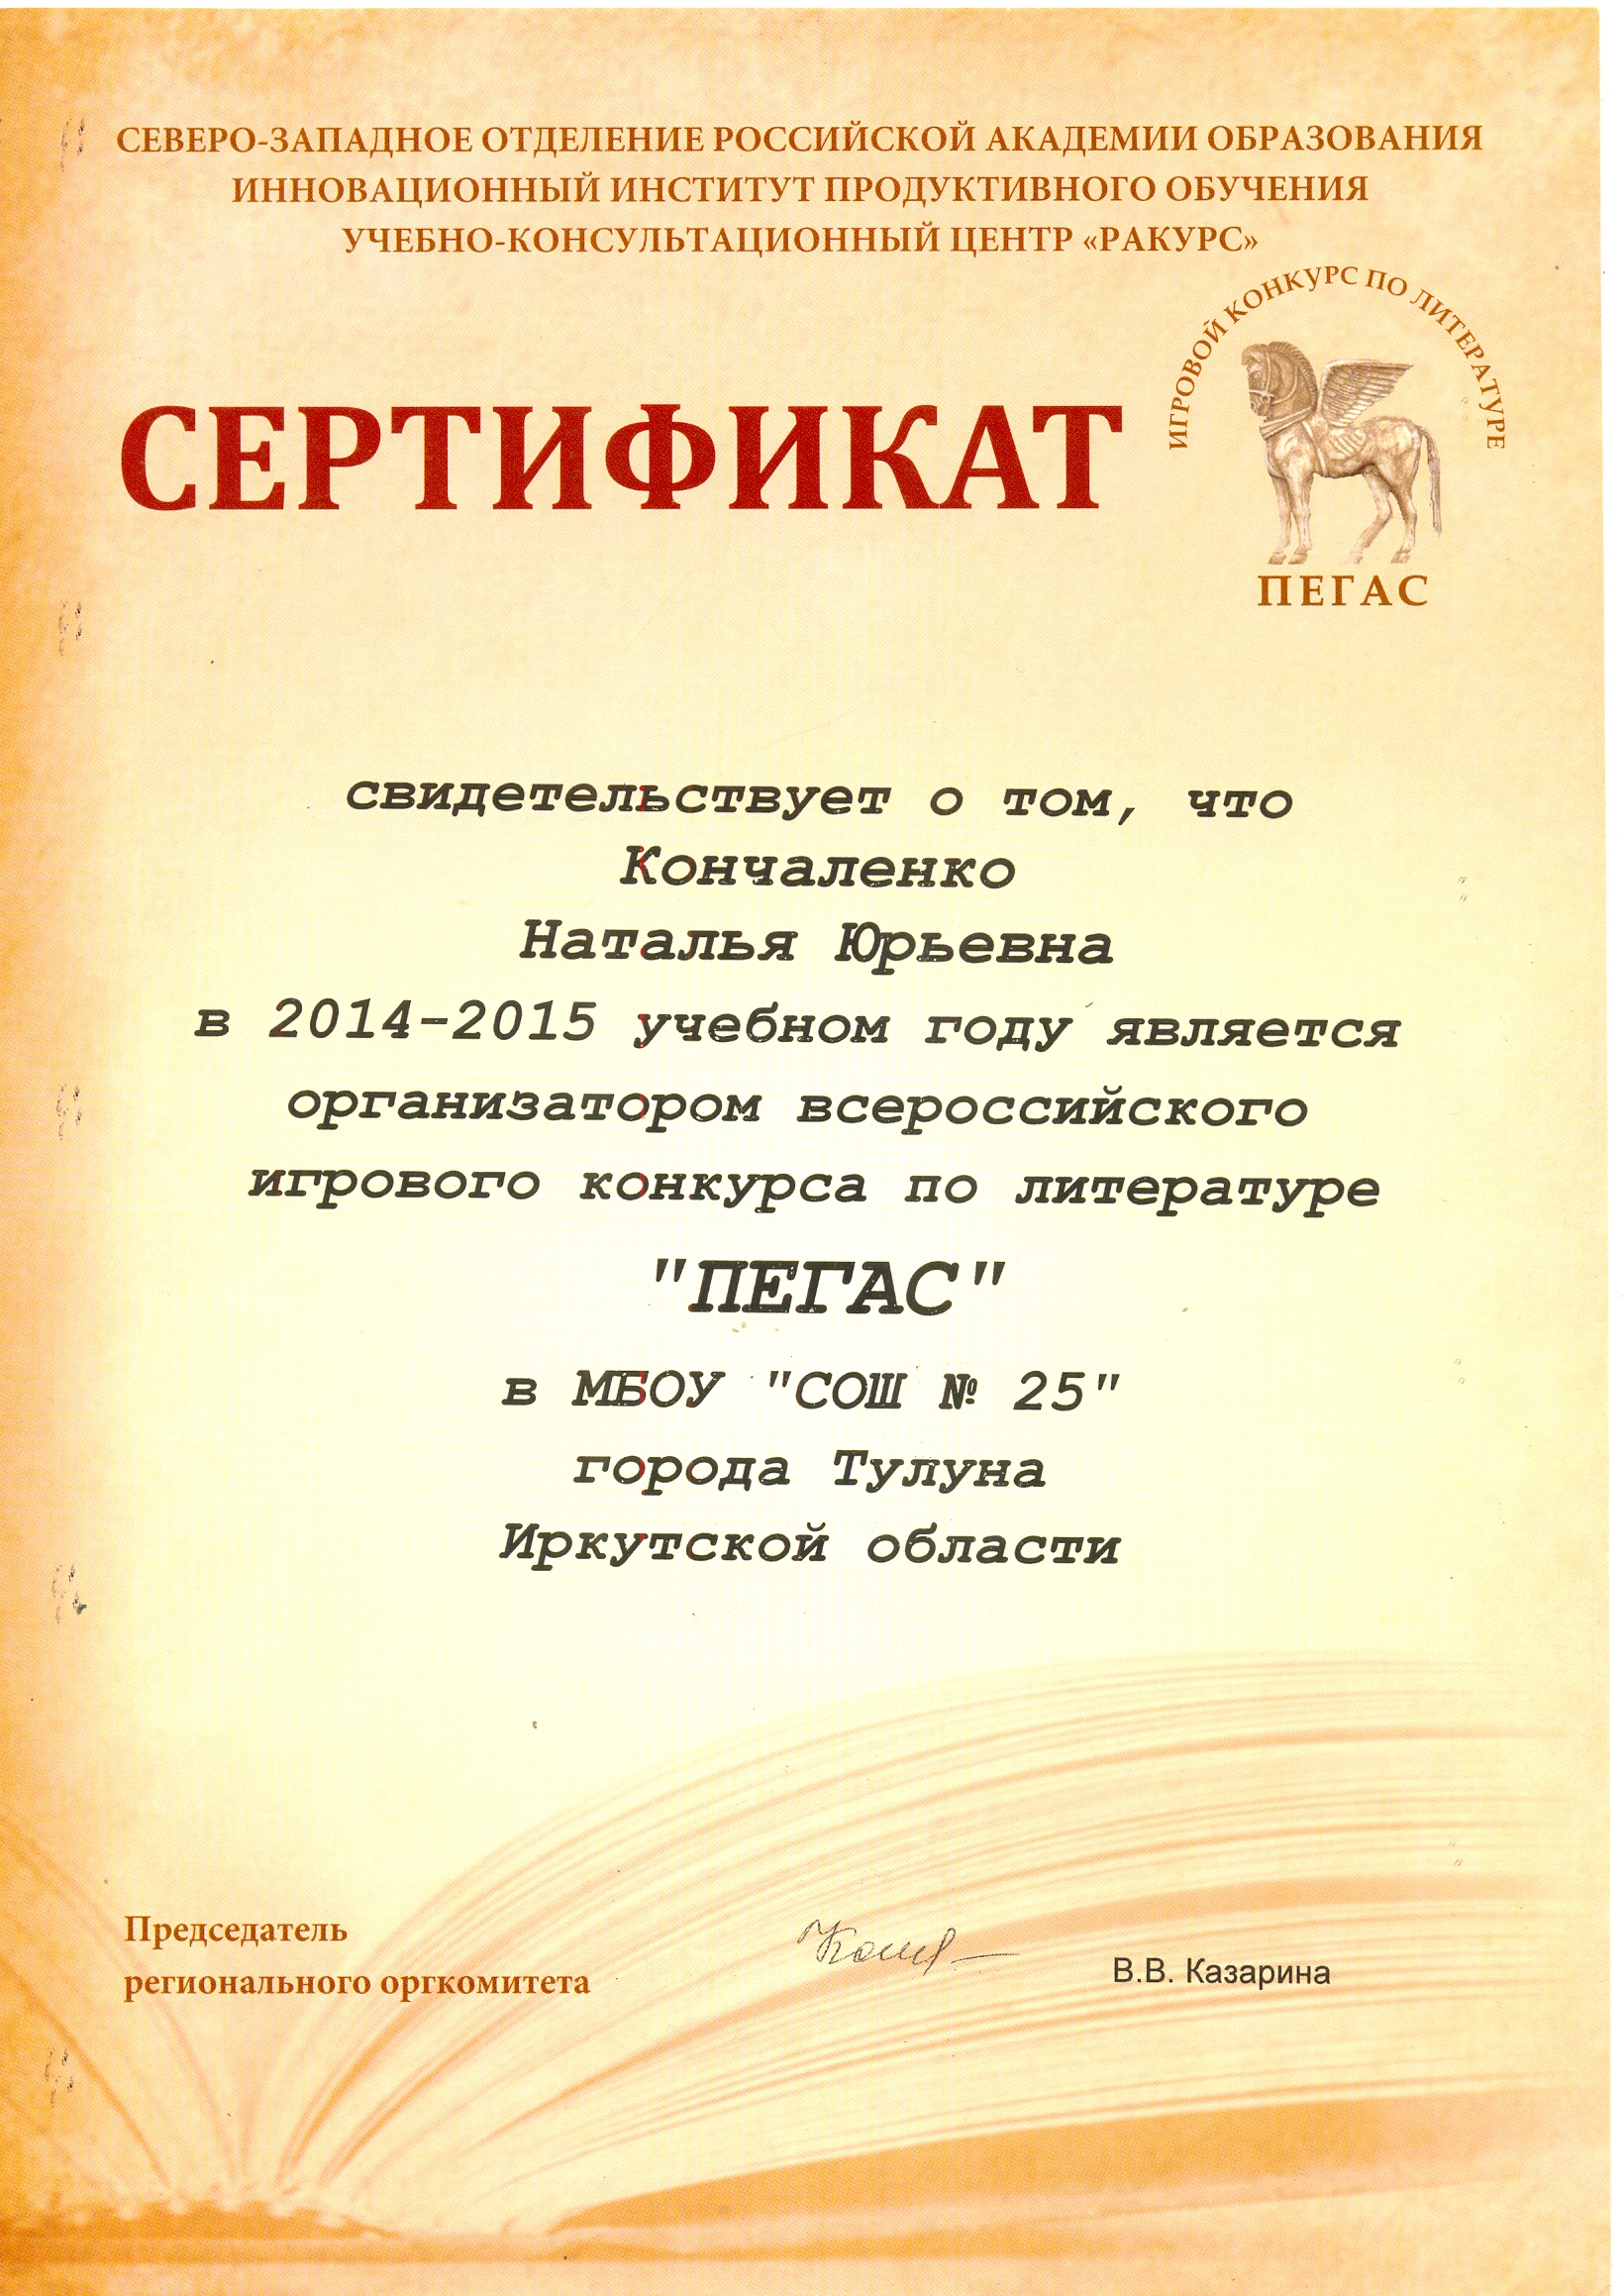 СЕВЕРО-ЗАПАДНОЕ ОТДЕЛЕНИЕ РОССИЙСКОЙ АКАДЕМИИ ОБРАЗОВАНИЯ
ИННОВАЦИОННЫЙ ИНСТИТУТ ПРОДУКТИВНОГО ОБУЧЕНИЯ
УЧЕБНО-КОНСУЛЬТАЦИОННЫЙ ЦЕНТР «РАКУРС»
ИГРОВОЙ КОНКУРС ПО ЛИТЕРАТУРЕ
СЕРТИФИКАТ
ПЕГАС
свидетельствует о том, что
Кончаленко
Наталья Юрьевна
в 2014-2015 учебном году является
организатором всероссийского
игрового конкурса по литературе
"ПЕГАС"
в МБОУ "СОШ № 25"
города Тулуна
Иркутской области
Председатель
регионального оргкомитета
В.В. Казарина